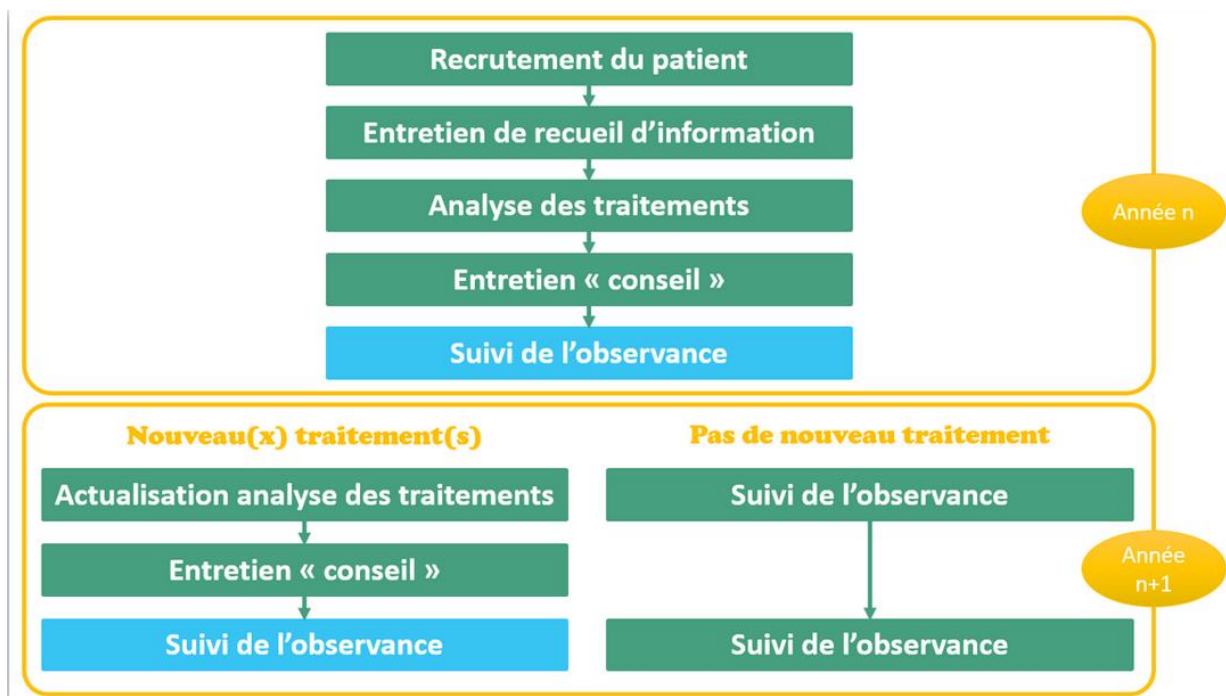 Recrutement du patient
Entretien de recueil d’information
Analyse des traitements
Entretien « conseil »
Suivi de l’observance
Année n
Nouveau(x) traitement(s)
Actualisation analyse des traitements
Entretien « conseil »
Suivi de l’observance
Pas de nouveau traitement
Suivi de l’observance
Suivi de l’observance
Année
n+1